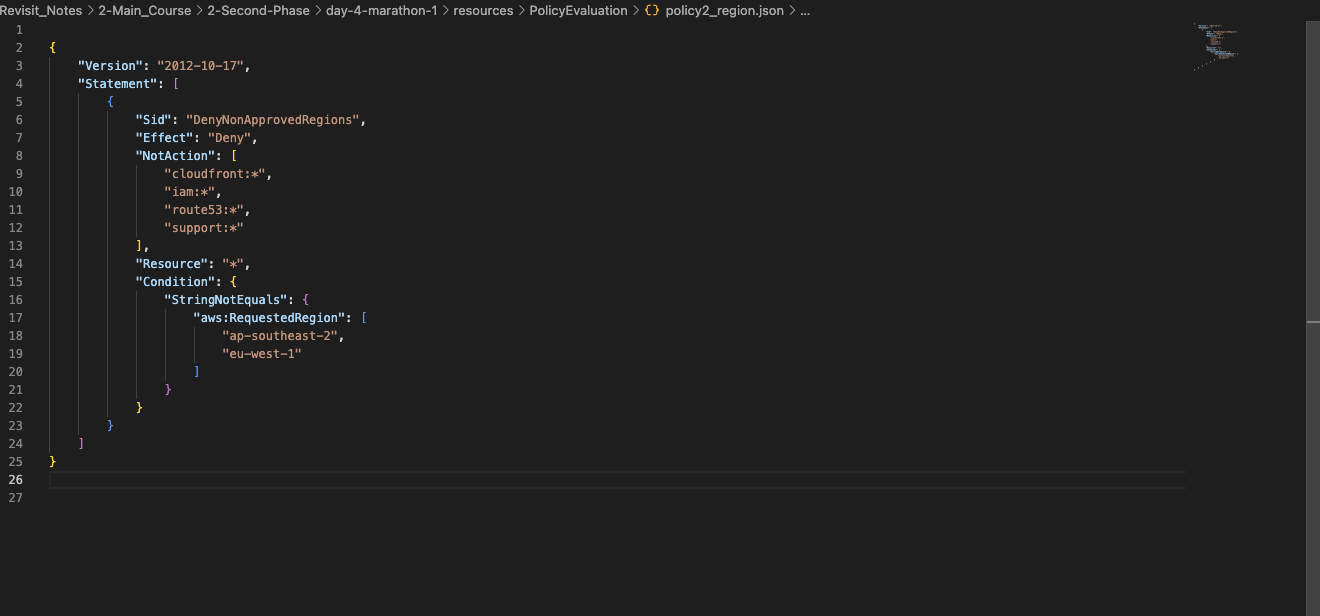 Revisit_Notes > 2-Main_Course > 2-Second-Phase > day-4-marathon-1 > resources > PolicyEvaluation > {} policy2_region.json > ...
1
2 {
3     "Version": "2012-10-17",
4     "Statement": [
5         {
6             "Sid": "DenyNonApprovedRegions",
7             "Effect": "Deny",
8             "NotAction": [
9                 "cloudfront:*",
10                 "iam:*",
11                 "route53:*",
12                 "support:*"
13             ],
14             "Resource": "*",
15             "Condition": {
16                 "StringNotEquals": {
17                     "aws:RequestedRegion": [
18                         "ap-southeast-2",
19                         "eu-west-1"
20                     ]
21                 }
22             }
23         }
24     ]
25 }
26
27